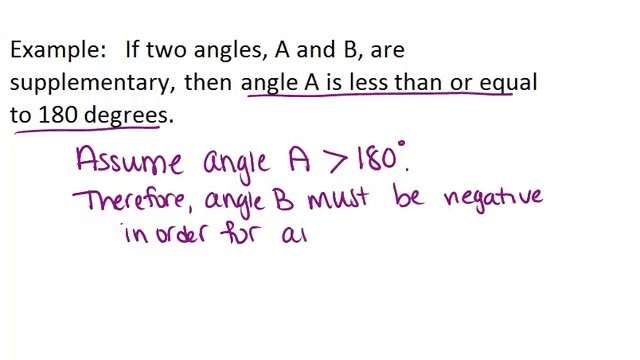 Example: If two angles, A and B, are
supplementary, then angle A is less than or equal
to 180 degrees.
Assume angle A > 180°.
Therefore, angle B must be negative
in order for